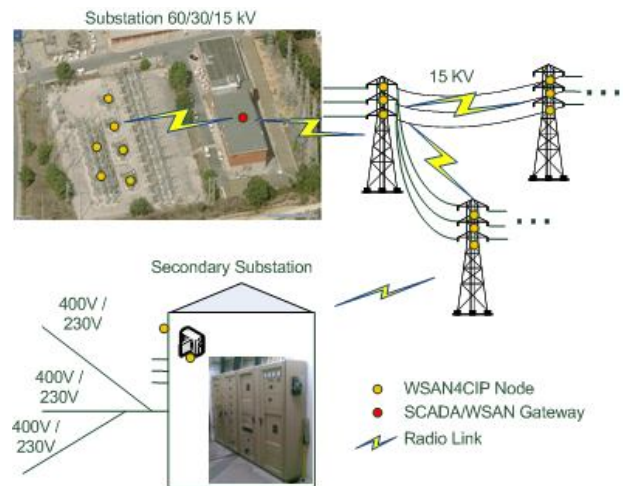 Substation 60/30/15 kV
15 KV
Secondary Substation
400V /
230V
400V /
230V
400V /
230V
WSAN4CIP Node
SCADA/WSAN Gateway
Radio Link